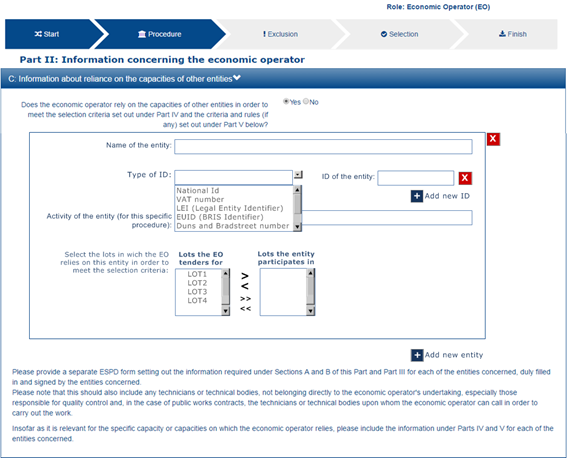 Role: Economic Operator (EO)
Start
Procedure
Exclusion
Selection
Finish
Part II: Information concerning the economic operator
C: Information about reliance on the capacities of other entities
Does the economic operator rely on the capacities of other entities in order to
meet the selection criteria set out under Part IV and the criteria and rules (if
any) set out under Part V below?
Yes No
Name of the entity:
X
Type of ID:
ID of the entity:
X
National Id
VAT number
LEI (Legal Entity Identifier)
EUID (BRIS Identifier)
Duns and Bradstreet number
Add new ID
Activity of the entity (for this specific
procedure):
Select the lots in wich the EO
relies on this entity in order to
meet the selection criteria:
Lots the EO
tenders for
LOT1
LOT2
LOT3
LOT4
>
<
>>
<<
Lots the entity
participates in
Add new entity
Please provide a separate ESPD form setting out the information required under Sections A and B of this Part and Part III for each of the entities concerned, duly filled
in and signed by the entities concerned.
Please note that this should also include any technicians or technical bodies, not belonging directly to the economic operator's undertaking, especially those
responsible for quality control and, in the case of public works contracts, the technicians or technical bodies upon whom the economic operator can call in order to
carry out the work.
Insofar as it is relevant for the specific capacity or capacities on which the economic operator relies, please include the information under Parts IV and V for each of the
entities concerned.